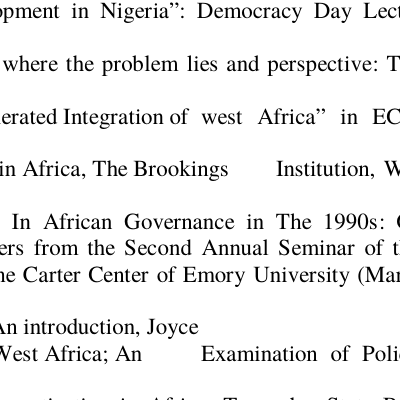 opment in Nigeria”: Democracy Day Lect
where the problem lies and perspective: T
erated Integration of west Africa” in EC
in Africa, The Brookings Institution, W
In African Governance in The 1990s:
ers from the Second Annual Seminar of
he Carter Center of Emory University (Mar
An introduction, Joyce
West Africa; An Examination of Poli